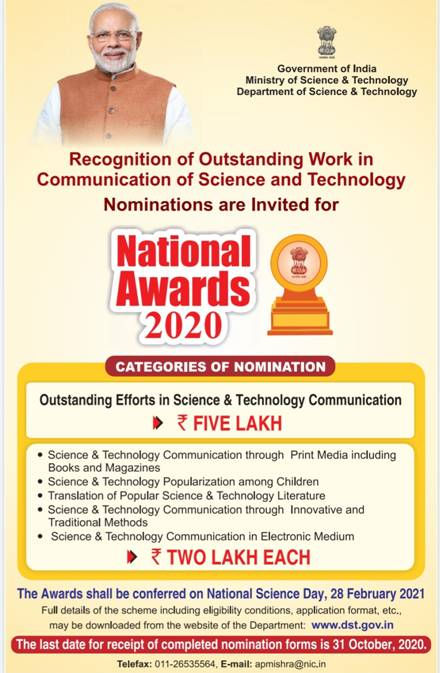 Government of India
Ministry of Science & Technology
Department of Science & Technology
Recognition of Outstanding Work in
Communication of Science and Technology
Nominations are Invited for
National
Awards
2020
CATEGORIES OF NOMINATION
Outstanding Efforts in Science & Technology Communication
₹ FIVE LAKH
• Science & Technology Communication through Print Media including
Books and Magazines
• Science & Technology Popularization among Children
• Translation of Popular Science & Technology Literature
• Science & Technology Communication through Innovative and
Traditional Methods
• Science & Technology Communication in Electronic Medium
₹ TWO LAKH EACH
The Awards shall be conferred on National Science Day, 28 February 2021
Full details of the scheme including eligibility conditions, application format, etc.,
may be downloaded from the website of the Department: www.dst.gov.in
The last date for receipt of completed nomination forms is 31 October, 2020.
Telefax: 011-26535564, E-mail: apmishra@nic.in